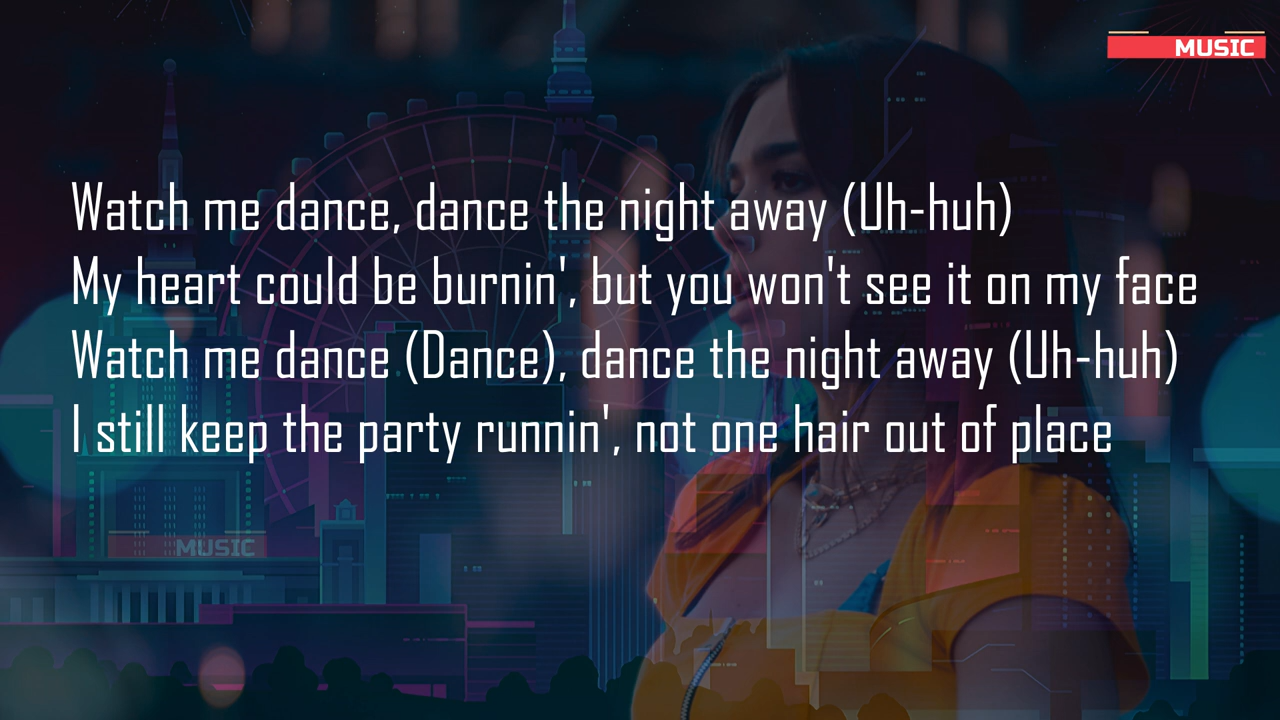 MUSIC
Watch me dance, dance the night away (Uh-huh)
My heart could be burnin', but you won't see it on my face
Watch me dance (Dance), dance the night away (Uh-huh)
I still keep the party runnin', not one hair out of place
MUSIC